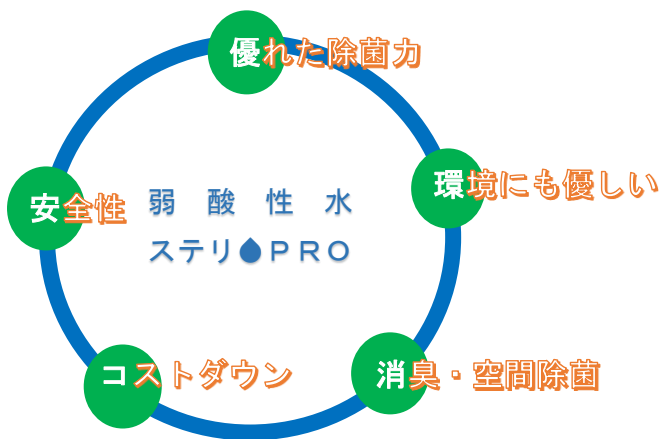 優れた除菌力
環境にも優しい
安全性
弱酸性水
ステリPRO
コストダウン
消臭・空間除菌